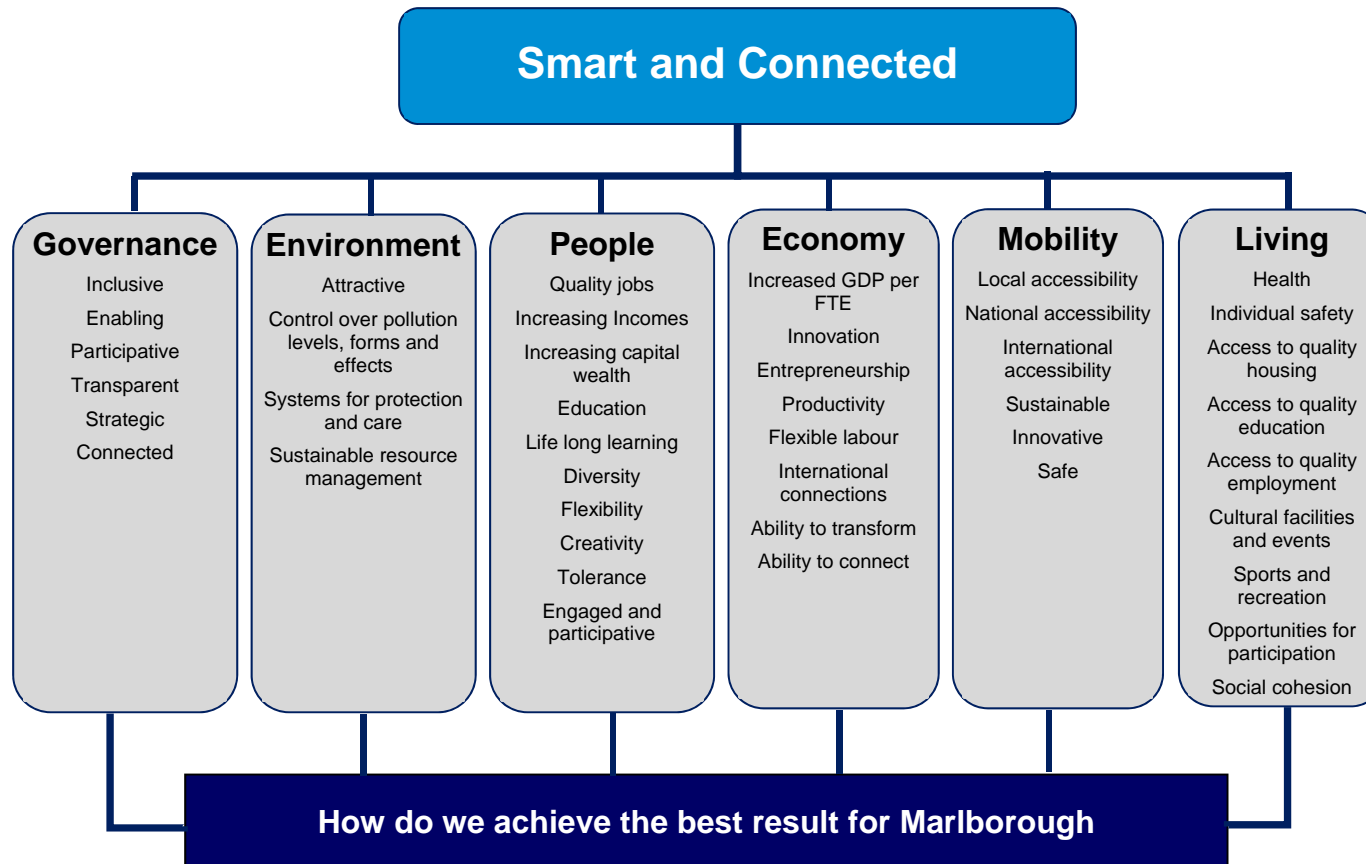 Smart and Connected
Governance
Inclusive
Enabling
Participative
Transparent
Strategic
Connected
Environment
Attractive
Control over pollution
levels, forms and
effects
Systems for protection
and care
Sustainable resource
management
People
Quality jobs
Increasing Incomes
Increasing capital
wealth
Education
Life long learning
Diversity
Flexibility
Creativity
Tolerance
Engaged and
participative
Economy
Increased GDP per
FTE
Innovation
Entrepreneurship
Productivity
Flexible labour
International
connections
Ability to transform
Ability to connect
Mobility
Local accessibility
National accessibility
International
accessibility
Sustainable
Innovative
Safe
Living
Health
Individual safety
Access to quality
housing
Access to quality
education
Access to quality
employment
Cultural facilities
and events
Sports and
recreation
Opportunities for
participation
Social cohesion
How do we achieve the best result for Marlborough